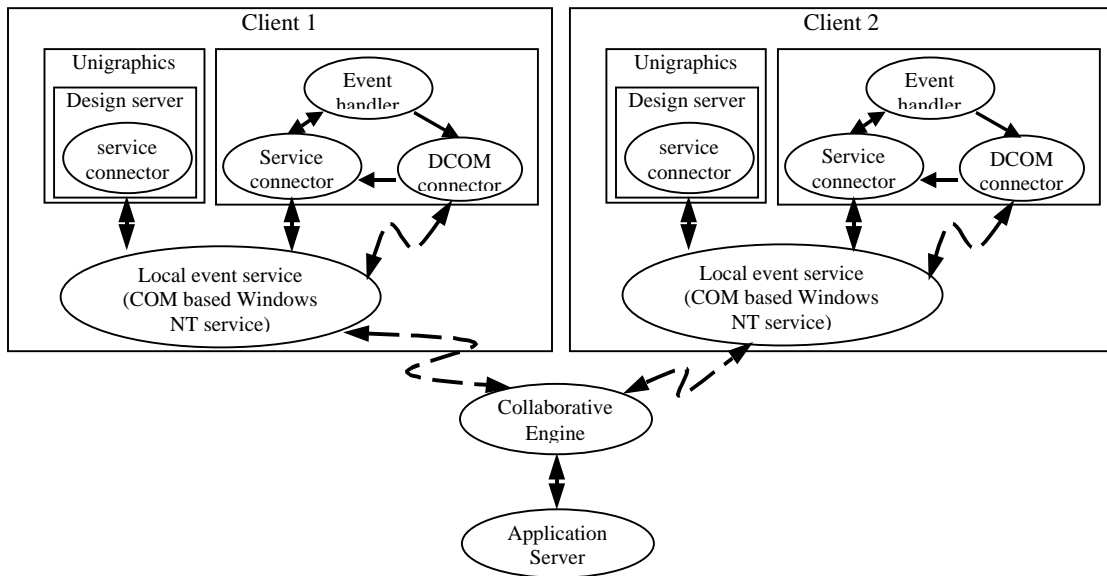 Client 1
Unigraphics
Design server
service
connector
Event
handler
Service
connector
DCOM
connector
Local event service
(COM based Windows
NT service)
Client 2
Unigraphics
Design server
service
connector
Event
handler
Service
connector
DCOM
connector
Local event service
(COM based Windows
NT service)
Collaborative
Engine
Application
Server